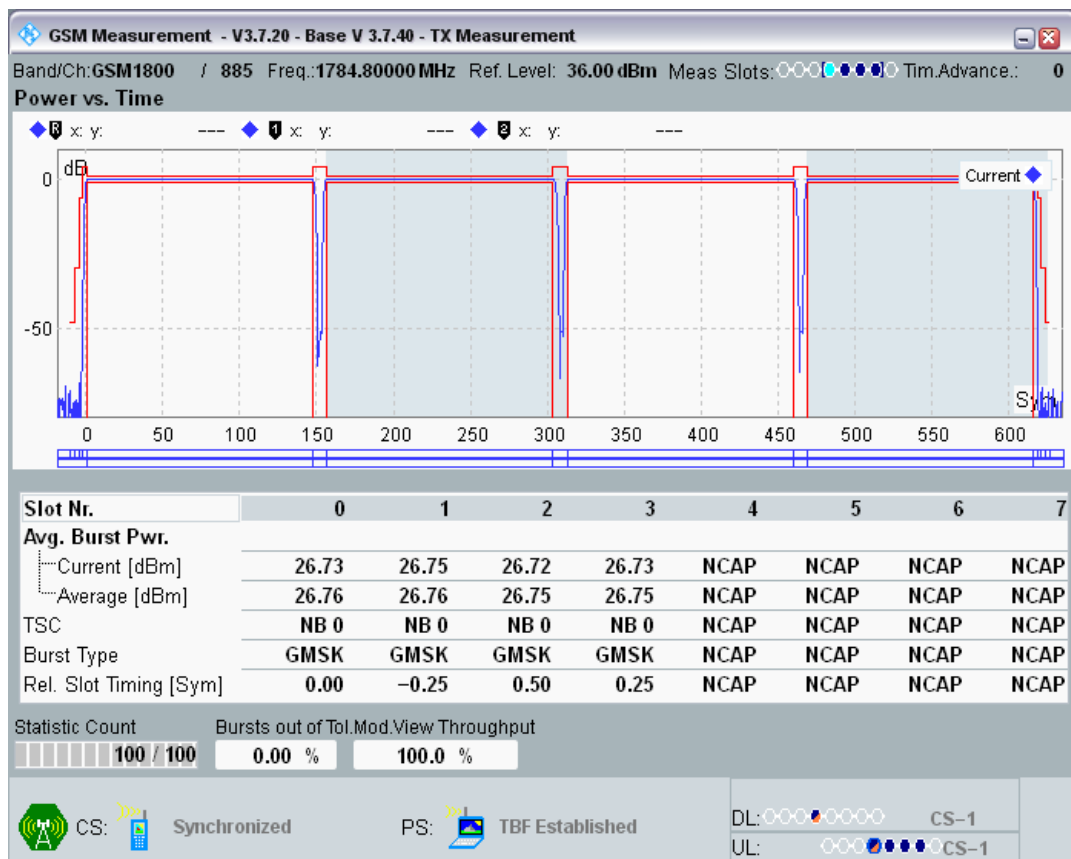 GSM Measurement - V3.7.20 - Base V 3.7.40 - TX Measurement
Band/Ch:GSM1800 / 885 Freq.:1784.80000 MHz Ref. Level: 36.00 dBm Meas Slots: Tim.Advance.: 0
Power vs. Time
R x: y: --- 1 x: y: --- 2 x: y: ---
dB
Current
0
-50
Sym
0 50 100 150 200 250 300 350 400 450 500 550 600
Slot Nr. 0 1 2 3 4 5 6 7
Avg. Burst Pwr.
Current [dBm] 26.73 26.75 26.72 26.73 NCAP NCAP NCAP NCAP
Average [dBm] 26.76 26.76 26.75 26.75 NCAP NCAP NCAP NCAP
TSC NB 0 NB 0 NB 0 NB 0 NCAP NCAP NCAP NCAP
Burst Type GMSK GMSK GMSK GMSK NCAP NCAP NCAP NCAP
Rel. Slot Timing [Sym] 0.00 −0.25 0.50 0.25 NCAP NCAP NCAP NCAP
Statistic Count Bursts out of Tol. Mod.View Throughput
100 / 100 0.00 % 100.0 %
CS: Synchronized PS: TBF Established
DL: CS−1
UL: CS−1